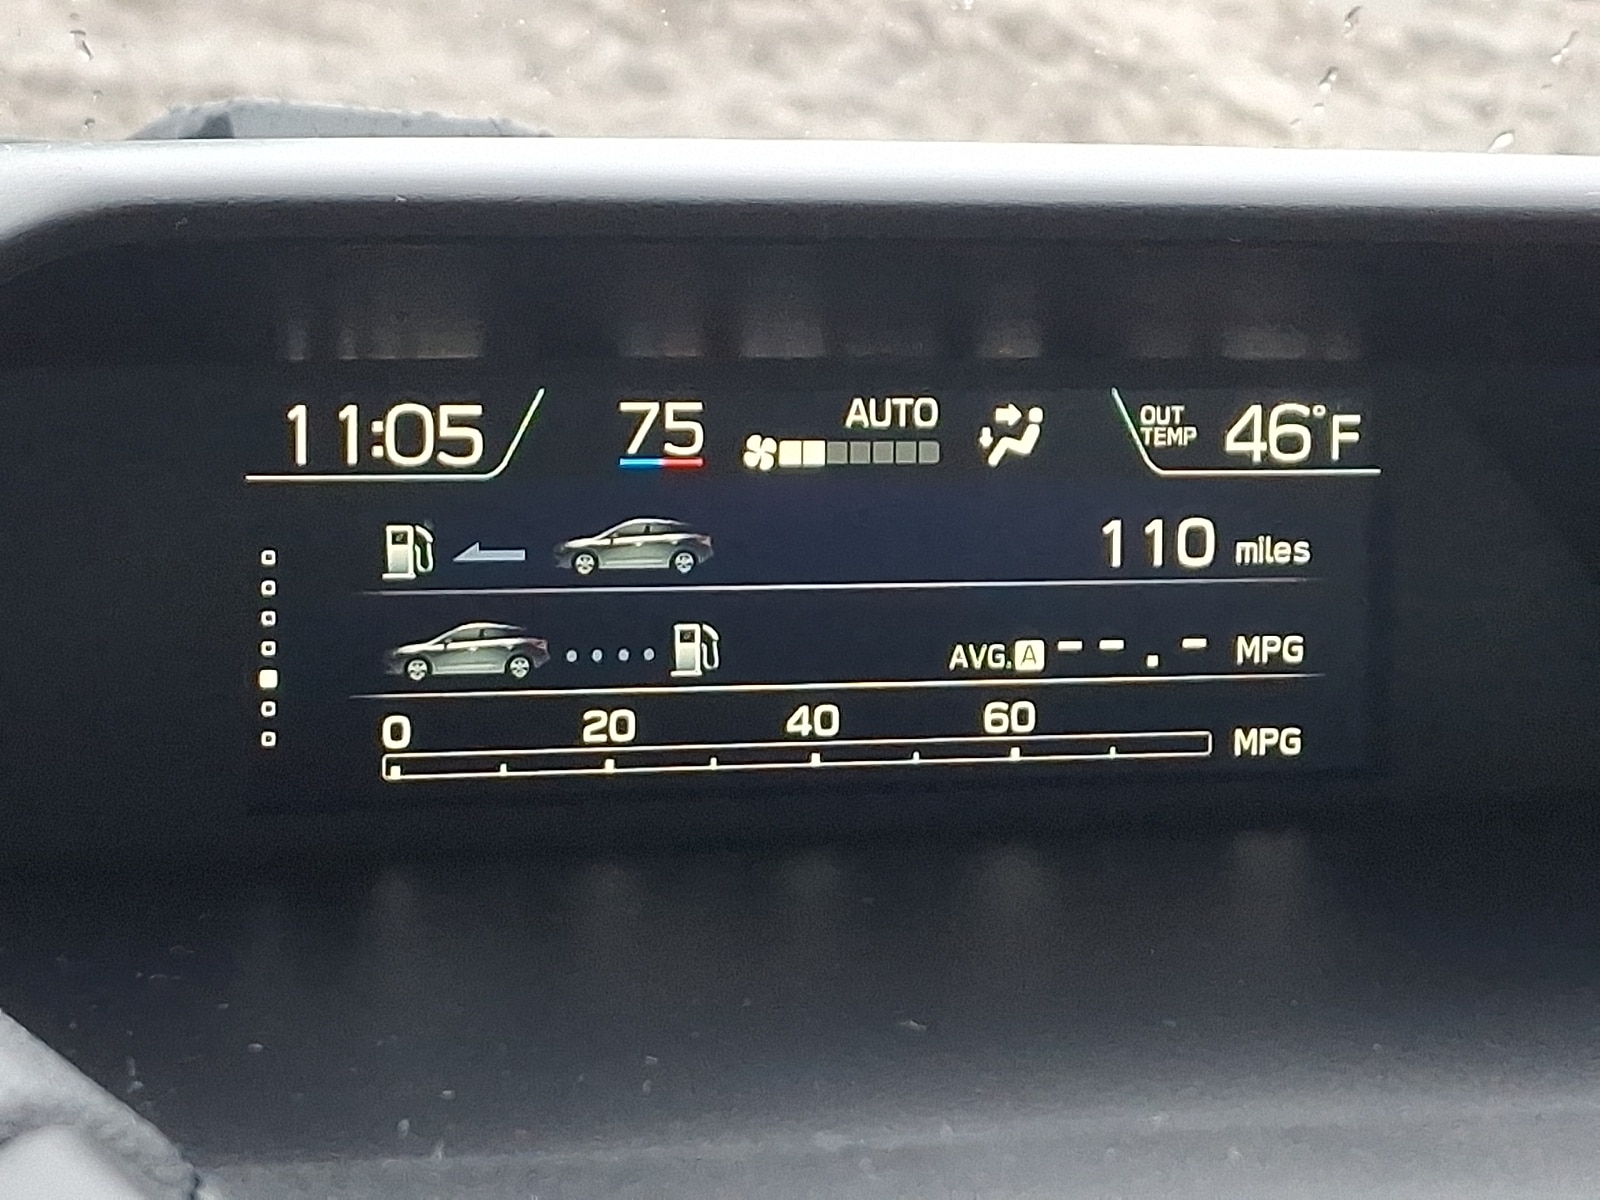 11:05
75
AUTO
OUT TEMP 46°F
110 miles
AVG. A --.- MPG
0 20 40 60
MPG